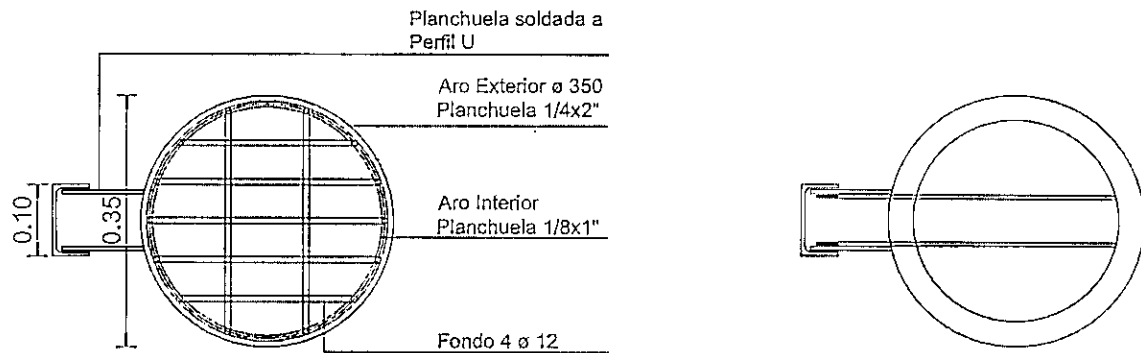 Planchuela soldada a
Perfil U
Aro Exterior ø 350
Planchuela 1/4x2"
0.10
0.35
Aro Interior
Planchuela 1/8x1"
Fondo 4 ø 12